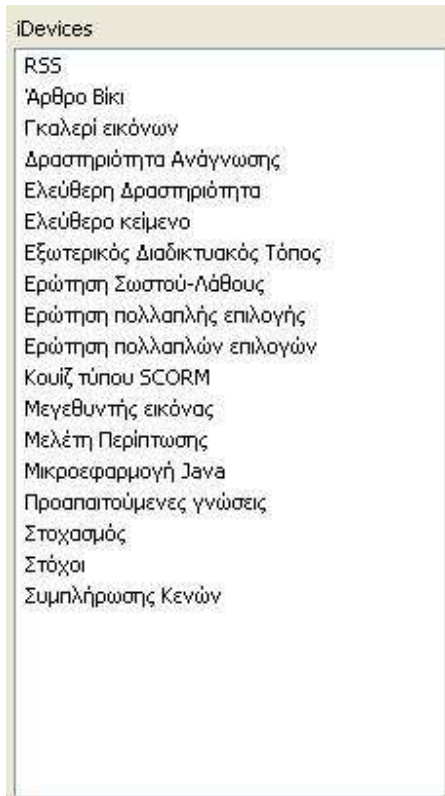 iDevices
RSS
Άρθρο Βίκι
Γκαλερί εικόνων
Δραστηριότητα Ανάγνωσης
Ελεύθερη Δραστηριότητα
Ελεύθερο κείμενο
Εξωτερικός Διαδικτυακός Τόπος
Ερώτηση Σωστού-Λάθους
Ερώτηση πολλαπλής επιλογής
Ερώτηση πολλαπλών επιλογών
Κουίζ τύπου SCORM
Μεγεθυντής εικόνας
Μελέτη Περίπτωσης
Μικροεφαρμογή Java
Προαπαιτούμενες γνώσεις
Στοχασμός
Στόχοι
Συμπλήρωσης Κενών